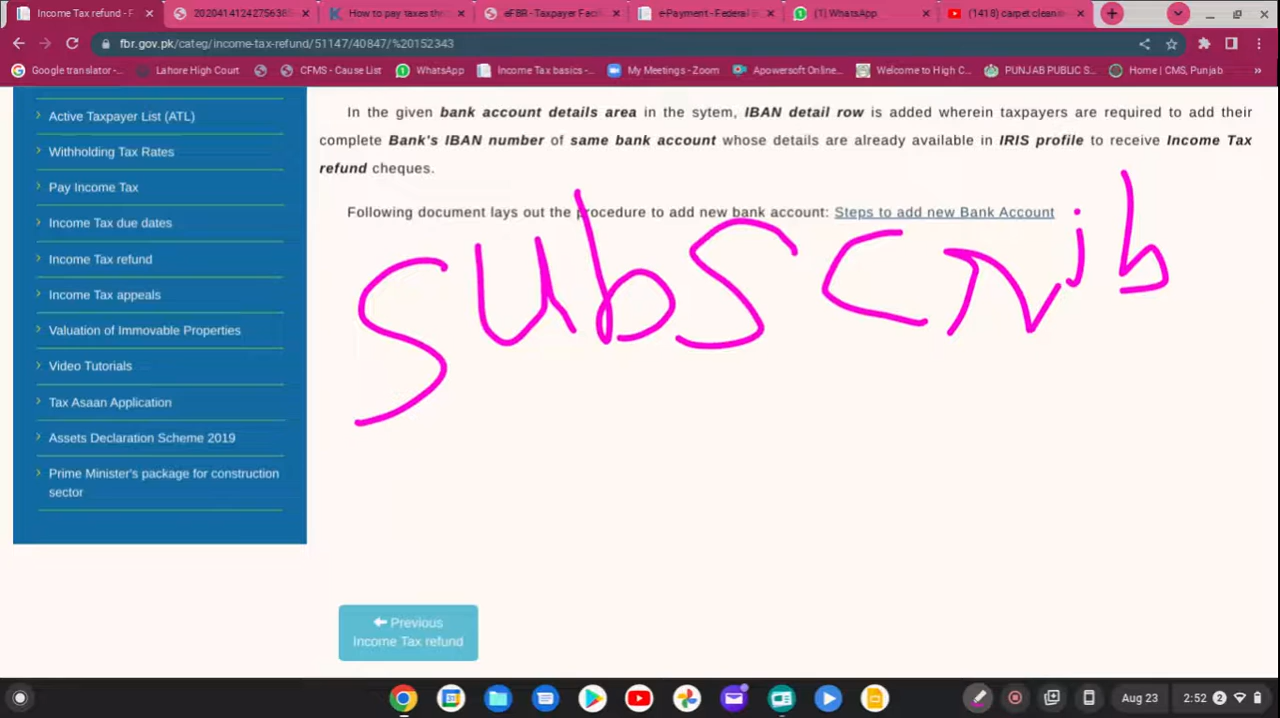 Income Tax refund - F
20204141242756383
How to pay taxes th
eFBR - Taxpayer Facil
e-Payment - Federal B
(1) WhatsApp
(1418) carpet cleani
fbr.gov.pk/categ/income-tax-refund/51147/40847/%20152343
Google translator -...
Lahore High Court
CFMS - Cause List
WhatsApp
Income Tax basics -...
My Meetings - Zoom
Apowersoft Online...
Welcome to High C...
PUNJAB PUBLIC S...
Home | CMS, Punjab
»
Active Taxpayer List (ATL)
Withholding Tax Rates
Pay Income Tax
Income Tax due dates
Income Tax refund
Income Tax appeals
Valuation of Immovable Properties
Video Tutorials
Tax Asaan Application
Assets Declaration Scheme 2019
Prime Minister's package for construction
sector
In the given bank account details area in the sytem, IBAN detail row is added wherein taxpayers are required to add their
complete Bank's IBAN number of same bank account whose details are already available in IRIS profile to receive Income Tax
refund cheques.
Following document lays out the procedure to add new bank account: Steps to add new Bank Account
subscrib
Previous
Income Tax refund
Aug 23
2:52
2